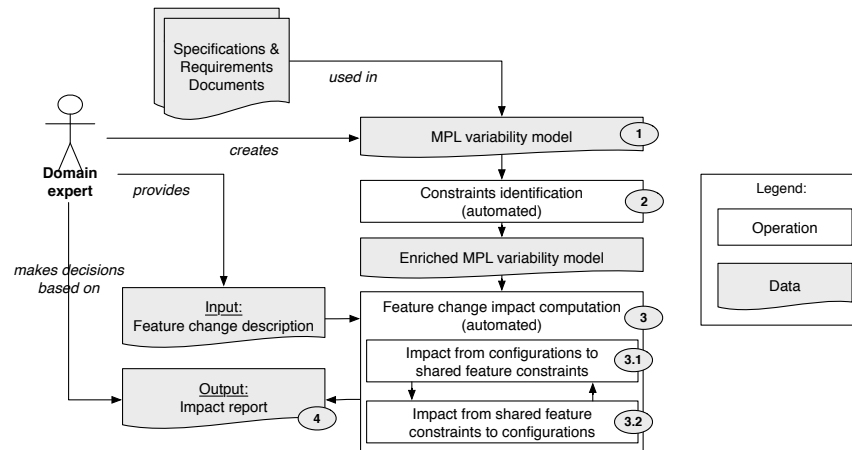 Specifications &
Requirements
Documents
used in
MPL variability model
1
creates
Domain
expert
provides
Constraints identification
(automated)
2
Enriched MPL variability model
makes decisions
based on
Input:
Feature change description
Feature change impact computation
(automated)
3
Impact from configurations to
shared feature constraints
3.1
Impact from shared feature
constraints to configurations
3.2
Output:
Impact report
4
Legend:
Operation
Data